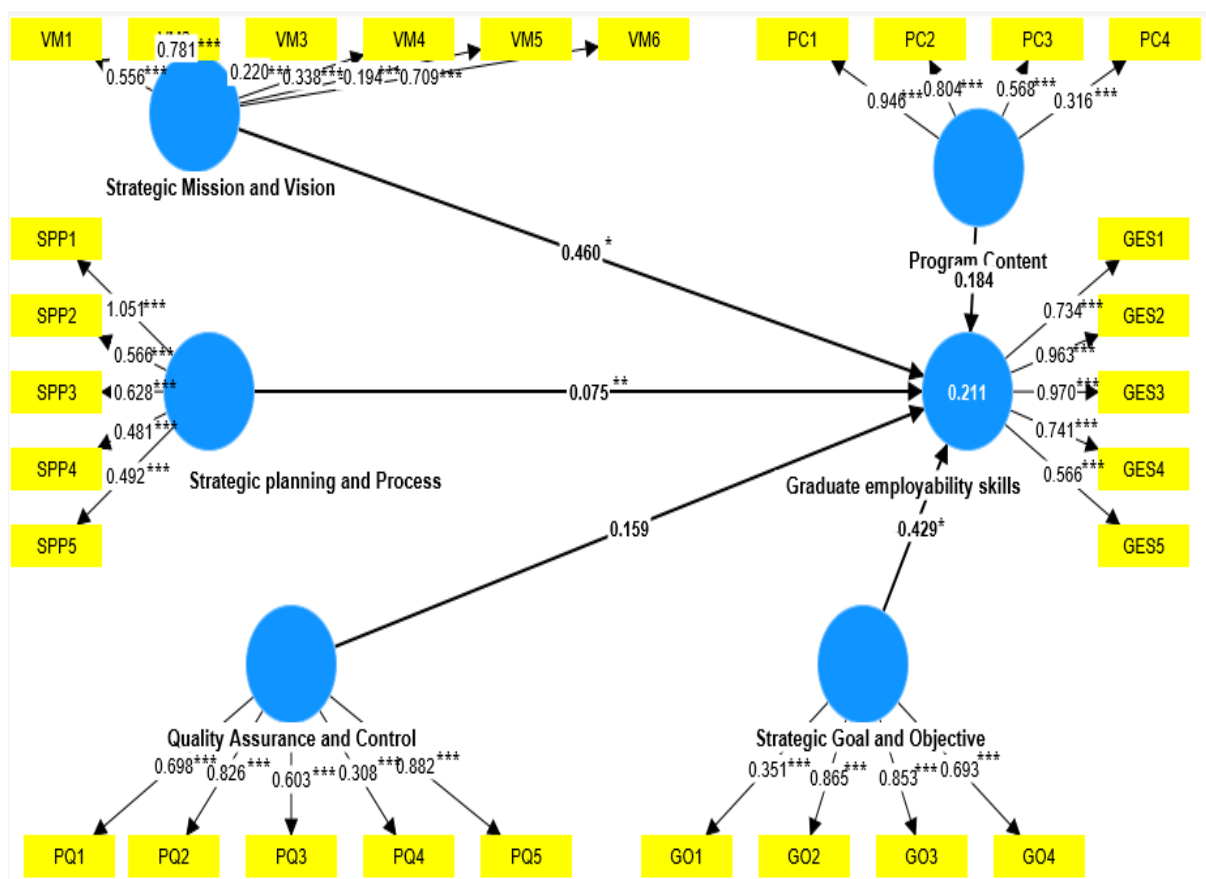 VM1
VM3
VM4
VM5
VM6
PC1
PC2
PC3
PC4
0.781***
0.556***
0.220***
0.338***
-0.194***
0.709***
0.946***
0.804***
0.568***
0.316***
Strategic Mission and Vision
Program Content
0.184
0.460*
SPP1
SPP2
SPP3
SPP4
SPP5
1.051***
0.566***
0.628***
0.481***
0.492***
Strategic planning and Process
0.075**
0.211
Graduate employability skills
GES1
GES2
GES3
GES4
GES5
0.734***
0.963***
0.970***
0.741***
0.566***
0.159
0.429*
Quality Assurance and Control
0.698***
0.826***
0.603***
0.308***
0.882***
PQ1
PQ2
PQ3
PQ4
PQ5
Strategic Goal and Objective
0.351***
0.865***
0.853***
0.693***
GO1
GO2
GO3
GO4